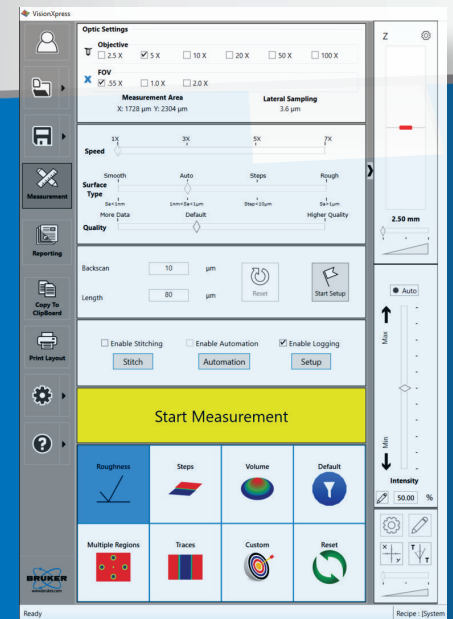 VisionXpress
Measurement
Reporting
Copy To
ClipBoard
Print Layout
BRUKER
www.bruker.com
Optic Settings
Objective
2.5 X 5 X 10 X 20 X 50 X 100 X
FOV
.55 X 1.0 X 2.0 X
Measurement Area Lateral Sampling
X: 1728 µm Y: 2304 µm 3.6 µm
1X 3X 5X 7X
Speed
Smooth Auto Steps Rough
Surface
Type
Sa<1nm 1nm<Sa<1µm Step<10µm Sa>1µm
More Data Default Higher Quality
Quality
Backscan 10 µm
Length 80 µm
Reset Start Setup
Enable Stitching Enable Automation Enable Logging
Stitch Automation Setup
Start Measurement
Roughness Steps Volume Default
Multiple Regions Traces Custom Reset
Z
2.50 mm
Auto
Max
Min
Intensity
50.00 %
X Y T T
Ready Recipe : [System